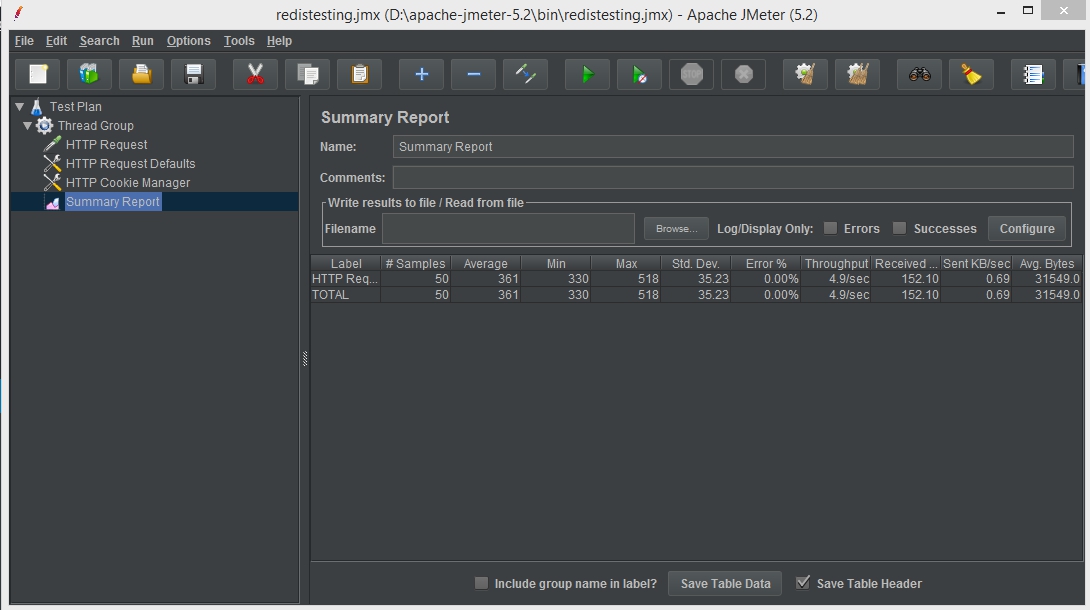 redistesting.jmx (D:\apache-jmeter-5.2\bin\redistesting.jmx) - Apache JMeter (5.2)
File Edit Search Run Options Tools Help
STOP
Test Plan
Thread Group
HTTP Request
HTTP Request Defaults
HTTP Cookie Manager
Summary Report
Summary Report
Name: Summary Report
Comments:
Write results to file / Read from file
Filename Browse... Log/Display Only: Errors Successes Configure
Label # Samples Average Min Max Std. Dev. Error % Throughput Received ... Sent KB/sec Avg. Bytes
HTTP Req... 50 361 330 518 35.23 0.00% 4.9/sec 152.10 0.69 31549.0
TOTAL 50 361 330 518 35.23 0.00% 4.9/sec 152.10 0.69 31549.0
Include group name in label? Save Table Data Save Table Header